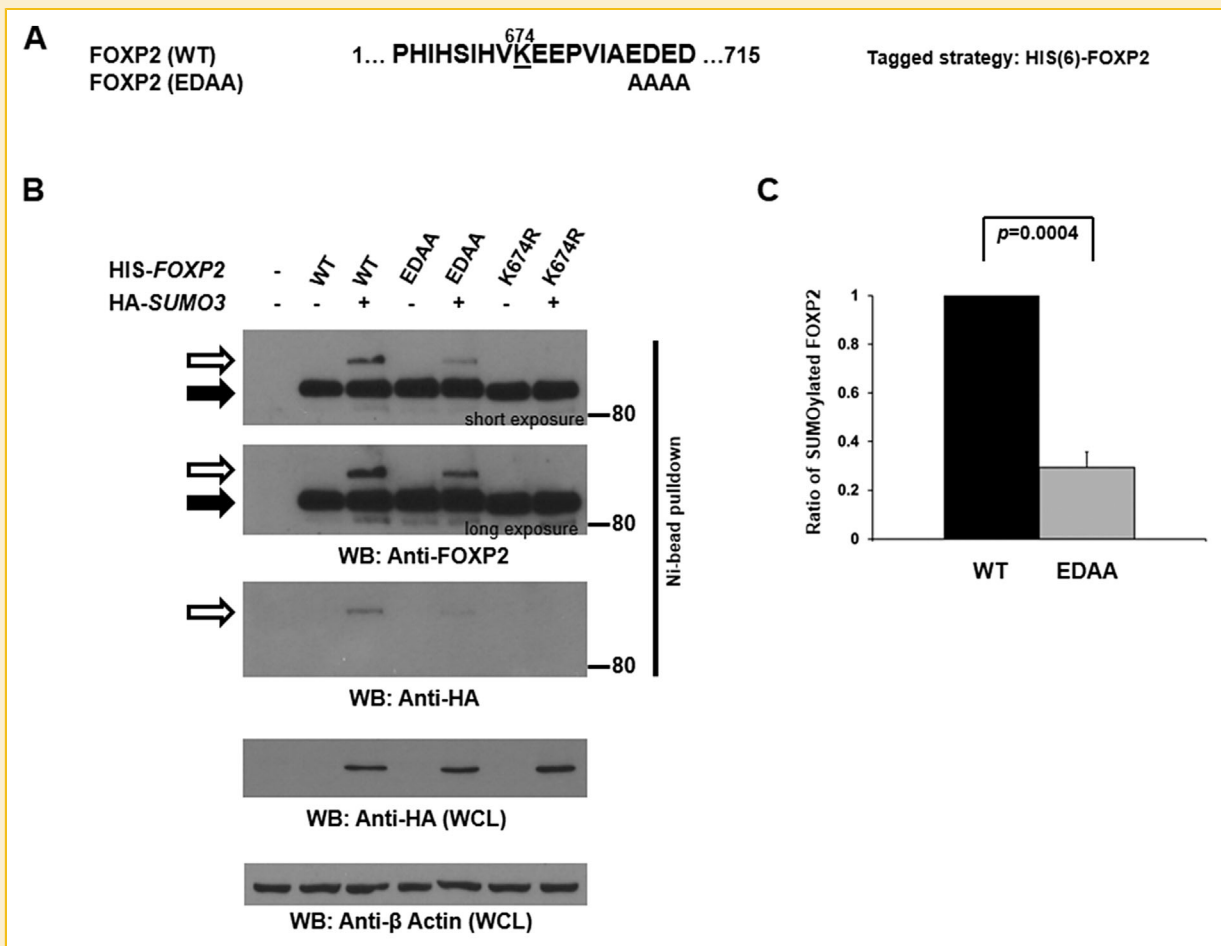 A
674
FOXP2 (WT) 1... PHIHSIHVKEEPVIAEDED ...715 Tagged strategy: HIS(6)-FOXP2
FOXP2 (EDAA) AAAA
B
HIS-FOXP2 - WT WT EDAA EDAA K674R K674R
HA-SUMO3 - - + - + - +
short exposure
80
long exposure
80
WB: Anti-FOXP2
80
WB: Anti-HA
Ni-bead pulldown
WB: Anti-HA (WCL)
WB: Anti-β Actin (WCL)
C
p=0.0004
Ratio of SUMOylated FOXP2
1
0.8
0.6
0.4
0.2
0
WT EDAA